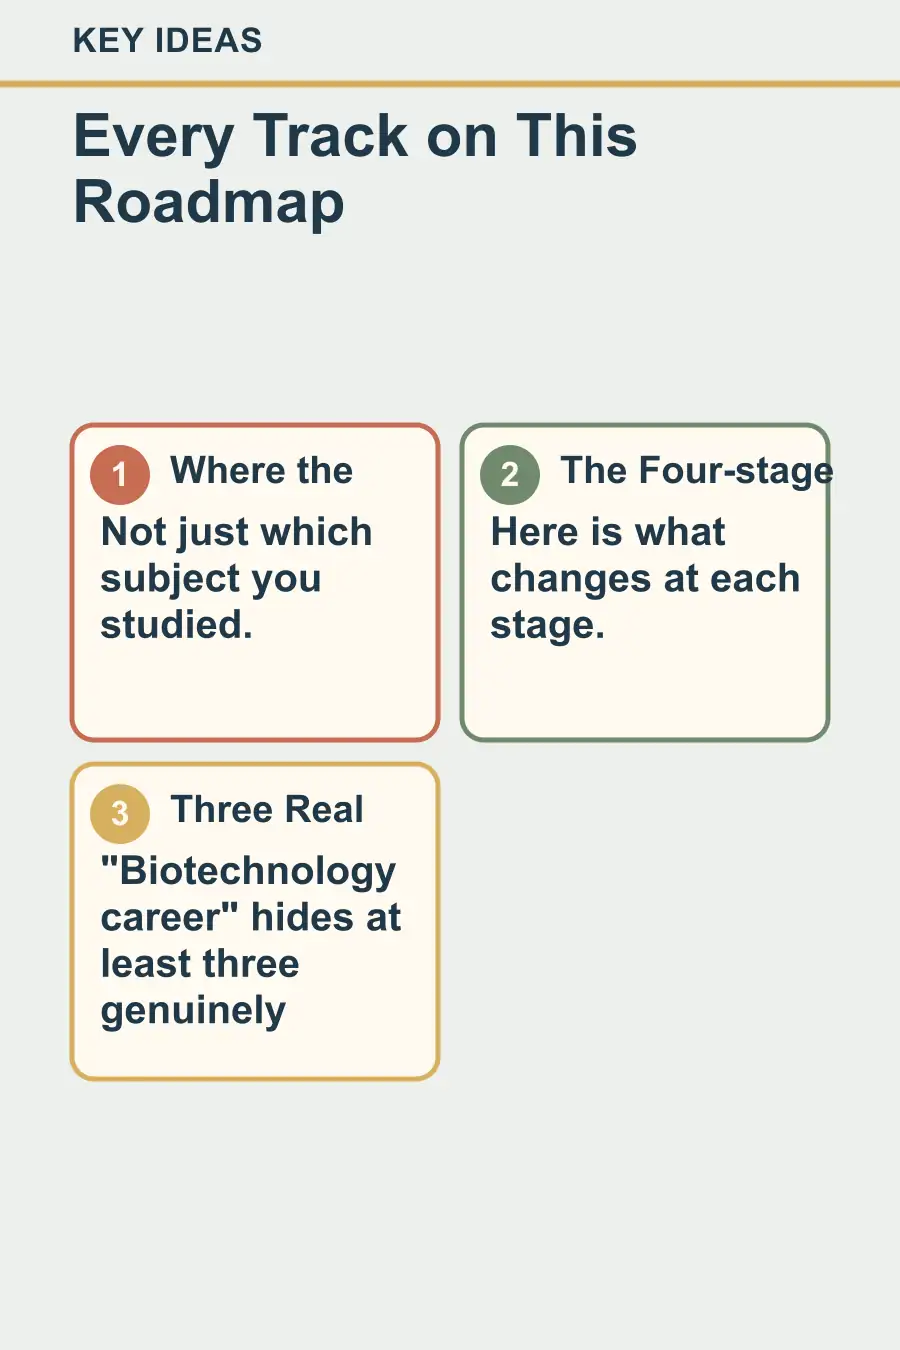 KEY IDEAS
Every Track on This
Roadmap
1 Where the
Not just which
subject you
studied.
2 The Four-stage
Here is what
changes at each
stage.
3 Three Real
"Biotechnology
career" hides at
least three
genuinely